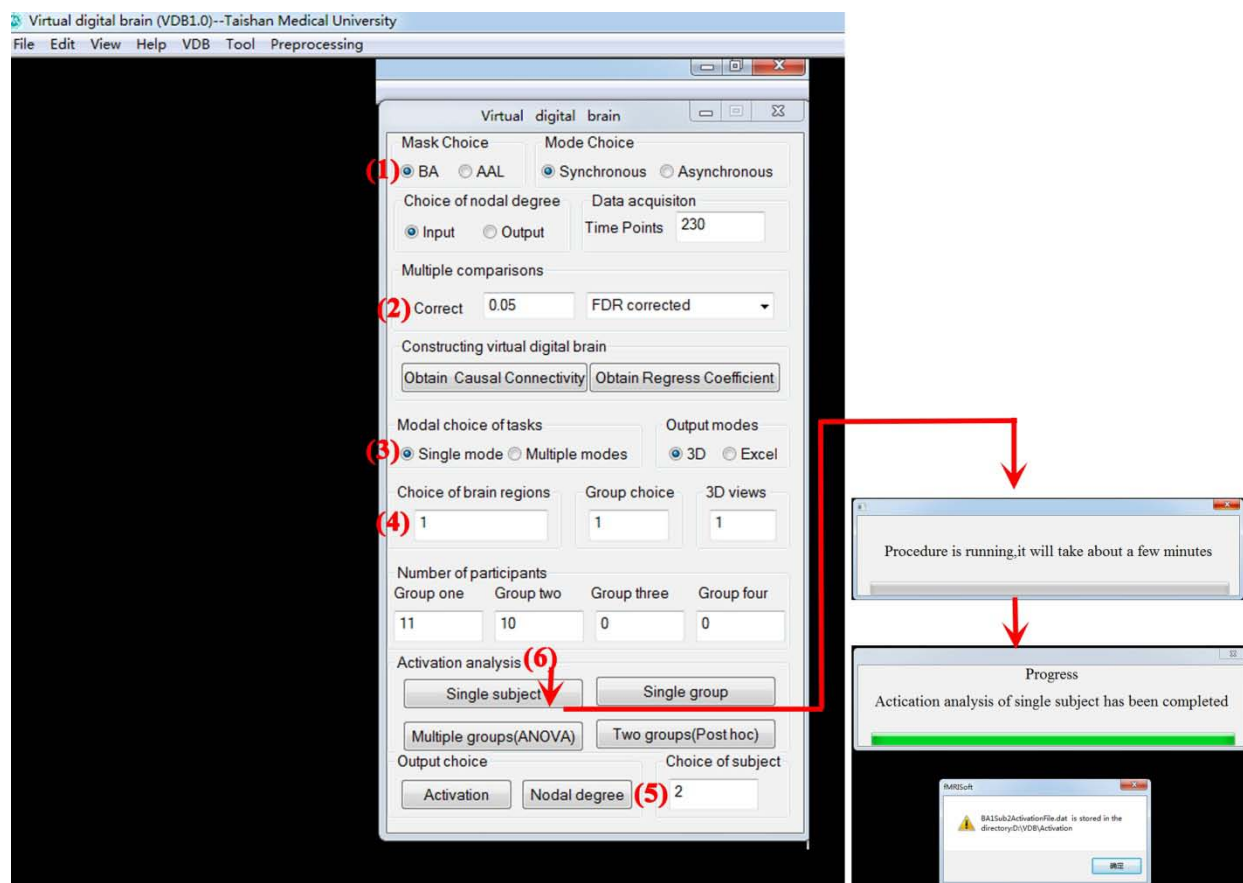 Virtual digital brain (VDB1.0)--Taishan Medical University
File Edit View Help VDB Tool Preprocessing
Virtual digital brain
Mask Choice Mode Choice
(1) BA AAL Synchronous Asynchronous
Choice of nodal degree Data acquisiton
Input Output Time Points 230
Multiple comparisons
(2) Correct 0.05 FDR corrected
Constructing virtual digital brain
Obtain Causal Connectivity Obtain Regress Coefficient
Modal choice of tasks Output modes
(3) Single mode Multiple modes 3D Excel
Choice of brain regions Group choice 3D views
(4) 1 1 1
Number of participants
Group one Group two Group three Group four
11 10 0 0
Activation analysis (6)
Single subject Single group
Multiple groups(ANOVA) Two groups(Post hoc)
Output choice Choice of subject
Activation Nodal degree (5) 2
Procedure is running,it will take about a few minutes
Progress
Actication analysis of single subject has been completed
fMRISoft
BA1Sub2ActivationFile.dat is stored in the
directory:D:\VDB\Activation
确定